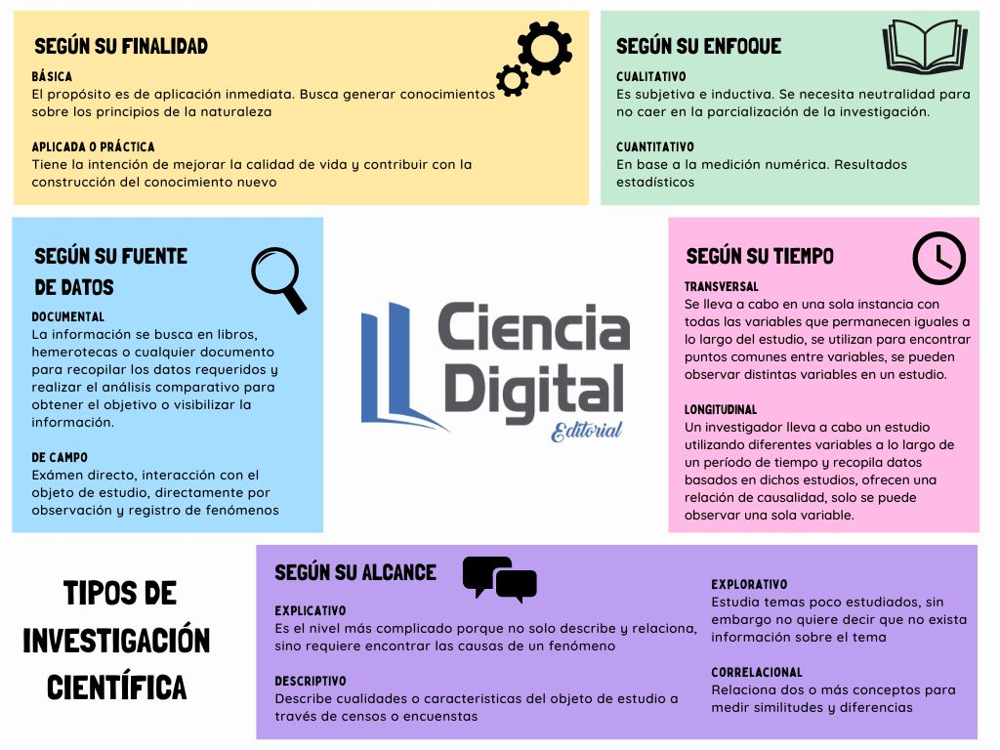 SEGÚN SU FINALIDAD
BÁSICA
El propósito es de aplicación inmediata. Busca generar conocimientos
sobre los principios de la naturaleza
APLICADA O PRÁCTICA
Tiene la intención de mejorar la calidad de vida y contribuir con la
construcción del conocimiento nuevo
SEGÚN SU ENFOQUE
CUALITATIVO
Es subjetiva e inductiva. Se necesita neutralidad para
no caer en la parcialización de la investigación.
CUANTITATIVO
En base a la medición numérica. Resultados
estadísticos
SEGÚN SU FUENTE
DE DATOS
DOCUMENTAL
La información se busca en libros,
hemerotecas o cualquier documento
para recopilar los datos requeridos y
realizar el análisis comparativo para
obtener el objetivo o visibilizar la
información.
DE CAMPO
Exámen directo, interacción con el
objeto de estudio, directamente por
observación y registro de fenómenos
Ciencia
Digital
Editorial
SEGÚN SU TIEMPO
TRANSVERSAL
Se lleva a cabo en una sola instancia con
todas las variables que permanecen iguales a
lo largo del estudio, se utilizan para encontrar
puntos comunes entre variables, se pueden
observar distintas variables en un estudio.
LONGITUDINAL
Un investigador lleva a cabo un estudio
utilizando diferentes variables a lo largo de
un período de tiempo y recopila datos
basados en dichos estudios, ofrecen una
relación de causalidad, solo se puede
observar una sola variable.
TIPOS DE
INVESTIGACIÓN
CIENTÍFICA
SEGÚN SU ALCANCE
EXPLICATIVO
Es el nivel más complicado porque no solo describe y relaciona,
sino requiere encontrar las causas de un fenómeno
DESCRIPTIVO
Describe cualidades o caracteristicas del objeto de estudio a
través de censos o encuenstas
EXPLORATIVO
Estudia temas poco estudiados, sin
embargo no quiere decir que no exista
información sobre el tema
CORRELACIONAL
Relaciona dos o más conceptos para
medir similitudes y diferencias